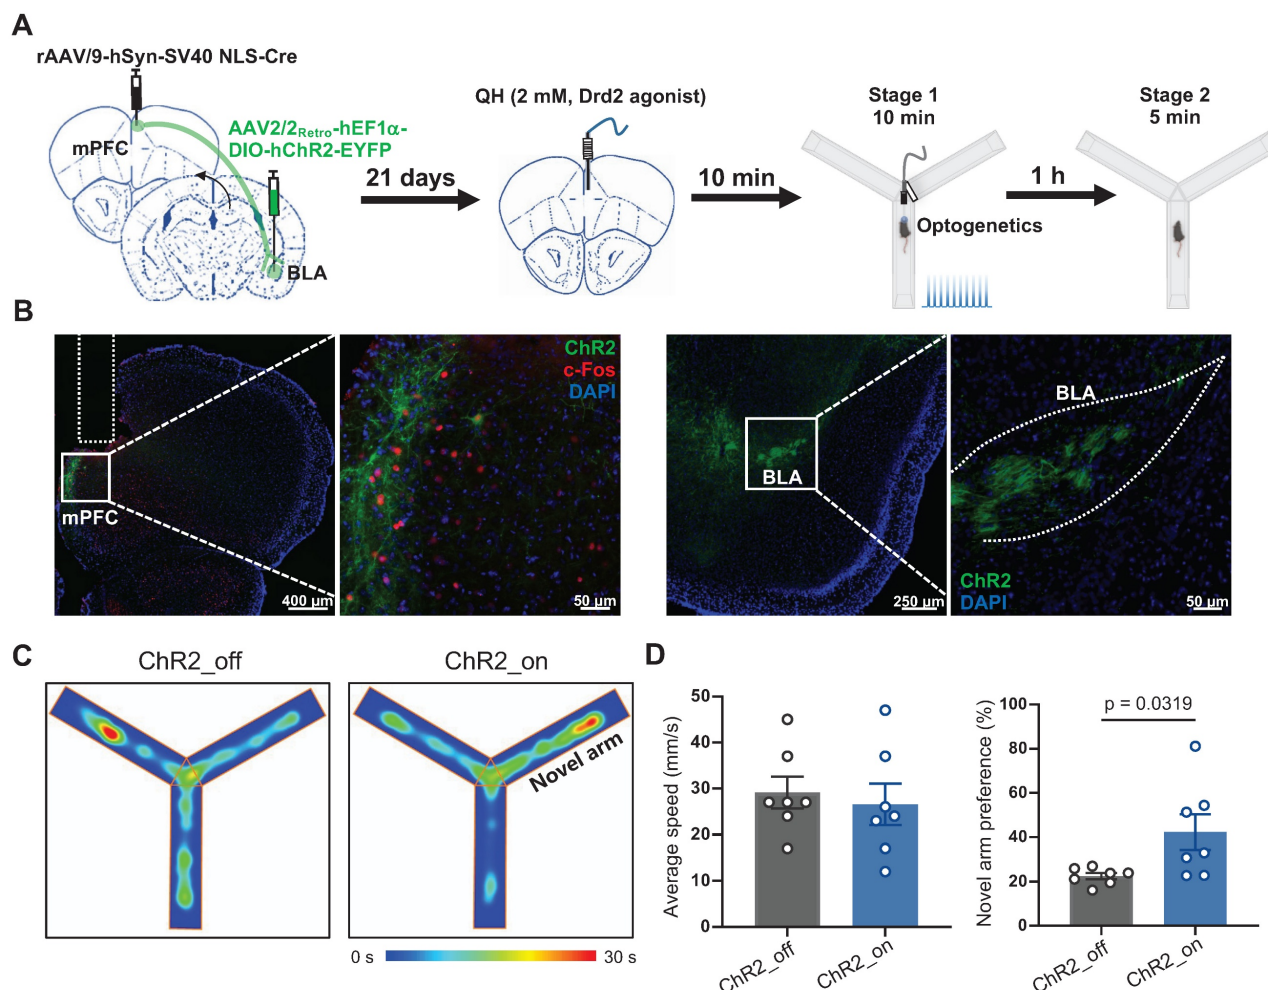 A
rAAV/9-hSyn-SV40 NLS-Cre
mPFC
AAV2/2Retro-hEF1α-
DIO-hChR2-EYFP
BLA
21 days
QH (2 mM, Drd2 agonist)
10 min
Stage 1
10 min
Optogenetics
1 h
Stage 2
5 min
B
mPFC
400 µm
ChR2
c-Fos
DAPI
50 µm
BLA
250 µm
BLA
ChR2
DAPI
50 µm
C
ChR2_off
ChR2_on
Novel arm
0 s
30 s
D
Average speed (mm/s)
50
40
30
20
10
0
ChR2_off
ChR2_on
Novel arm preference (%)
100
80
60
40
20
0
p = 0.0319
ChR2_off
ChR2_on